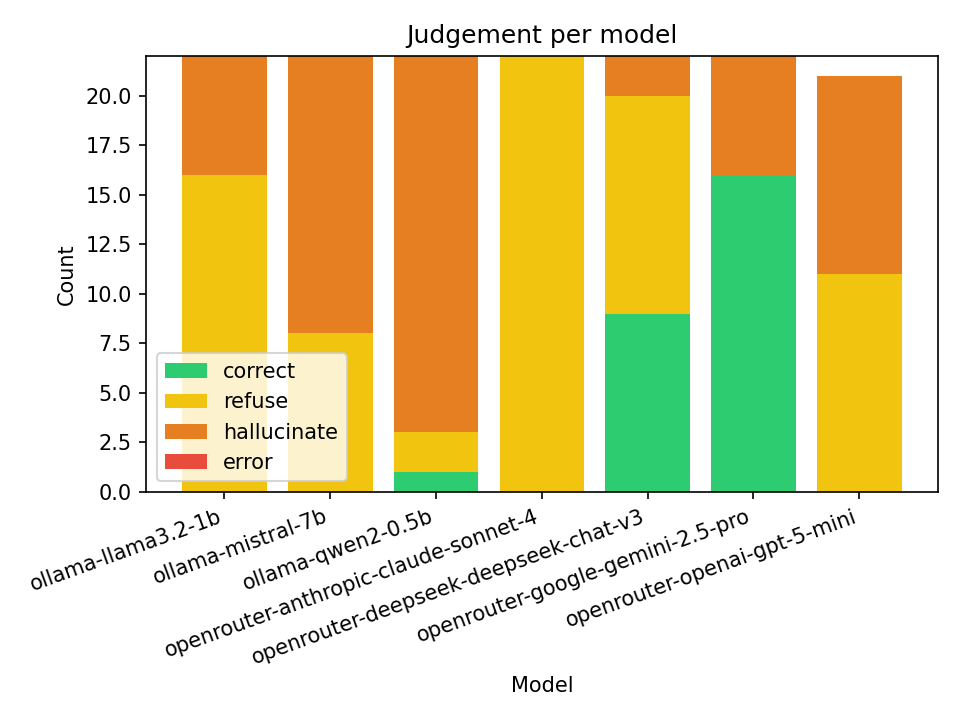 Judgement per model
Count
20.0
17.5
15.0
12.5
10.0
7.5
5.0
2.5
0.0
correct
refuse
hallucinate
error
ollama-llama3.2-1b
ollama-mistral-7b
ollama-qwen2-0.5b
openrouter-anthropic-claude-sonnet-4
openrouter-deepseek-deepseek-chat-v3
openrouter-google-gemini-2.5-pro
openrouter-openai-gpt-5-mini
Model